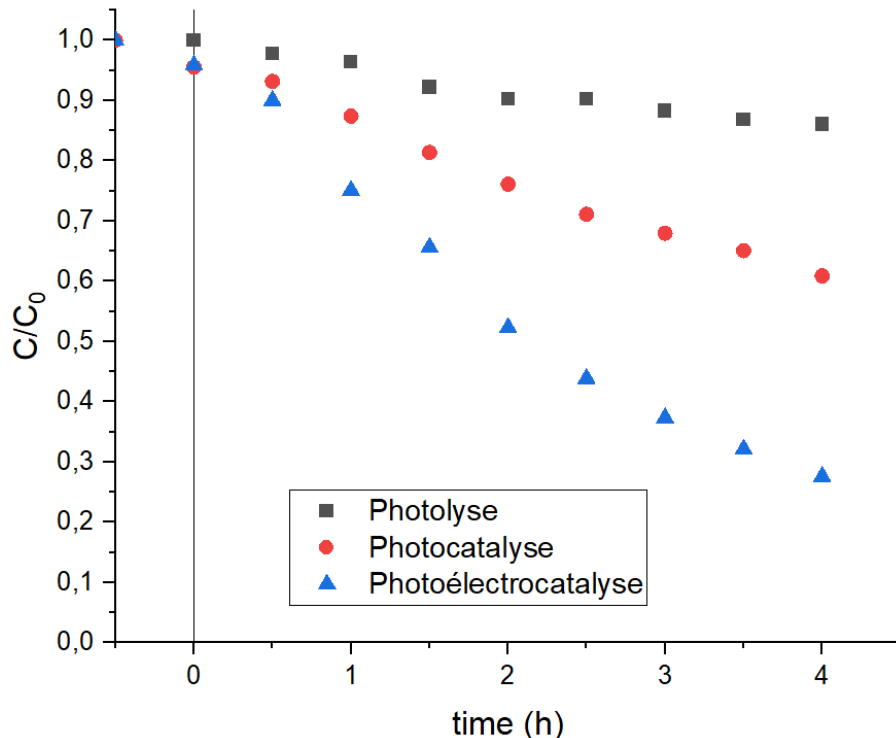 C/C₀
1,0
0,9
0,8
0,7
0,6
0,5
0,4
0,3
0,2
0,1
0,0
Photolyse
Photocatalyse
Photoélectrocatalyse
0 1 2 3 4
time (h)